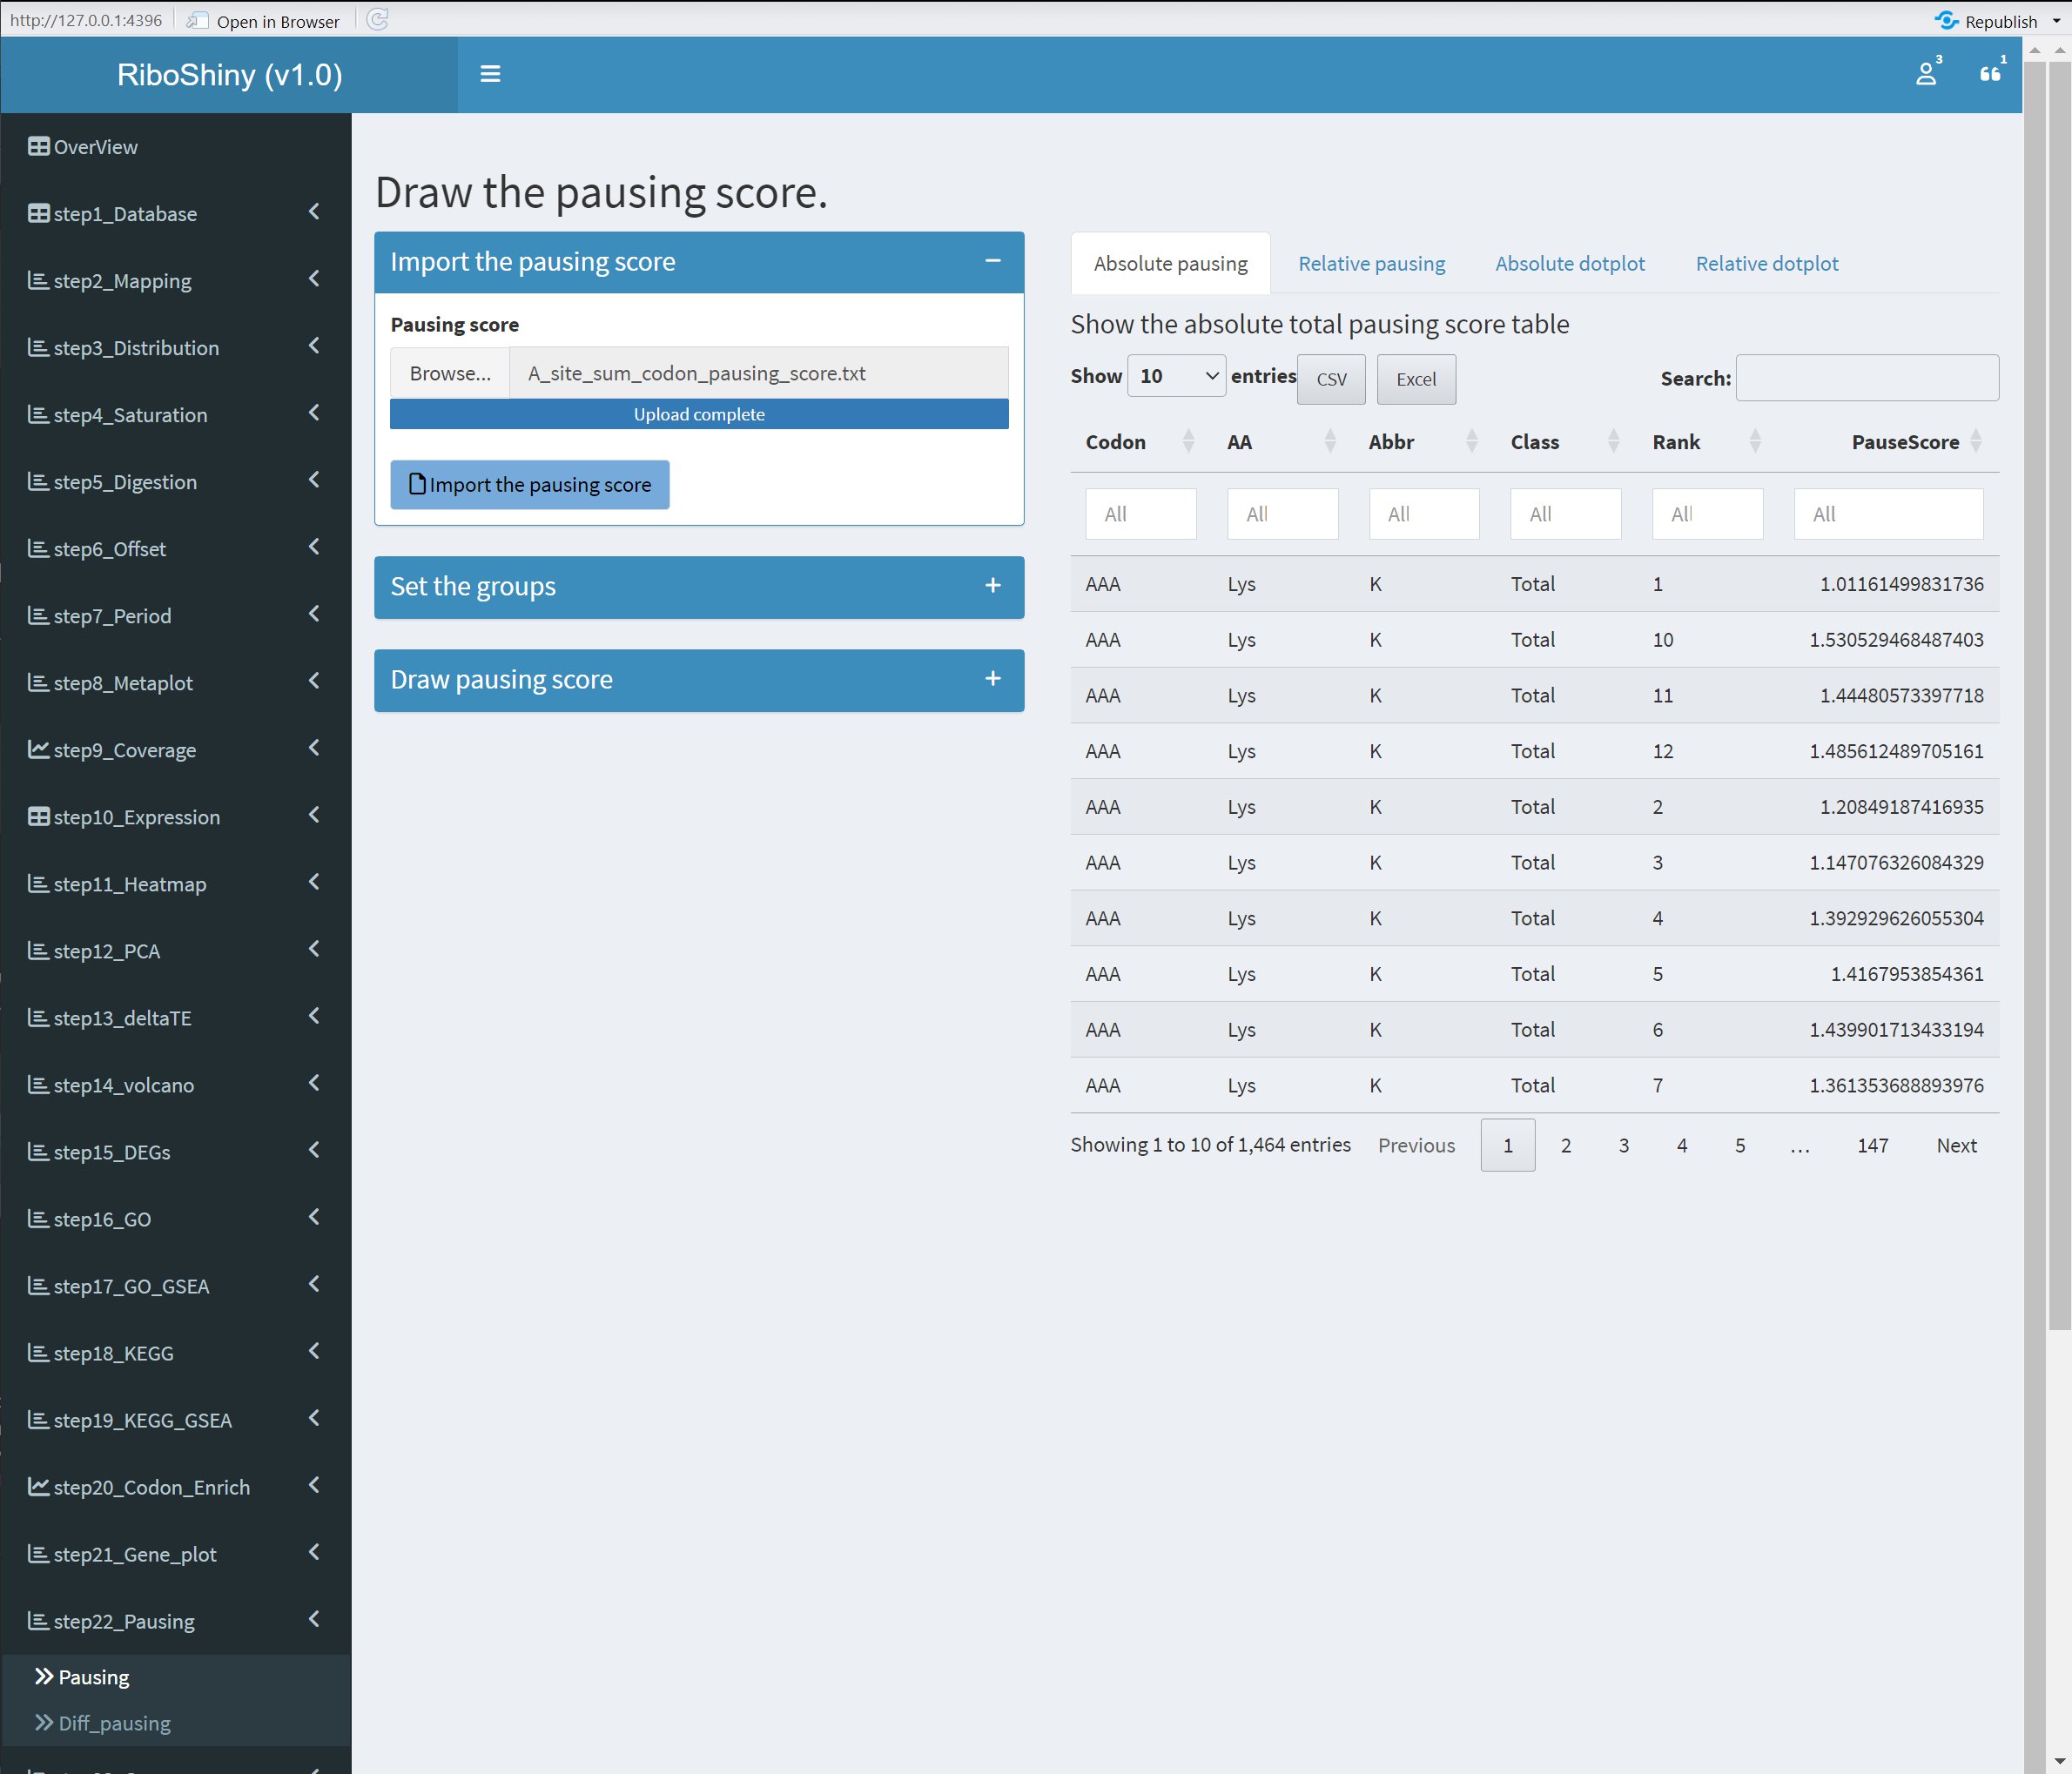 http://127.0.0.1:4396 Open in Browser Republish
RiboShiny (v1.0) 3 1
OverView
step1_Database
step2_Mapping
step3_Distribution
step4_Saturation
step5_Digestion
step6_Offset
step7_Period
step8_Metaplot
step9_Coverage
step10_Expression
step11_Heatmap
step12_PCA
step13_deltaTE
step14_volcano
step15_DEGs
step16_GO
step17_GO_GSEA
step18_KEGG
step19_KEGG_GSEA
step20_Codon_Enrich
step21_Gene_plot
step22_Pausing
Pausing
Diff_pausing
Draw the pausing score.
Import the pausing score
Pausing score
Browse... A_site_sum_codon_pausing_score.txt
Upload complete
Import the pausing score
Set the groups
Draw pausing score
Absolute pausing Relative pausing Absolute dotplot Relative dotplot
Show the absolute total pausing score table
Show 10 entries CSV Excel Search:
Codon AA Abbr Class Rank PauseScore
All All All All All All
AAA Lys K Total 1 1.01161499831736
AAA Lys K Total 10 1.530529468487403
AAA Lys K Total 11 1.44480573397718
AAA Lys K Total 12 1.485612489705161
AAA Lys K Total 2 1.20849187416935
AAA Lys K Total 3 1.147076326084329
AAA Lys K Total 4 1.392929626055304
AAA Lys K Total 5 1.4167953854361
AAA Lys K Total 6 1.439901713433194
AAA Lys K Total 7 1.361353688893976
Showing 1 to 10 of 1,464 entries Previous 1 2 3 4 5 … 147 Next